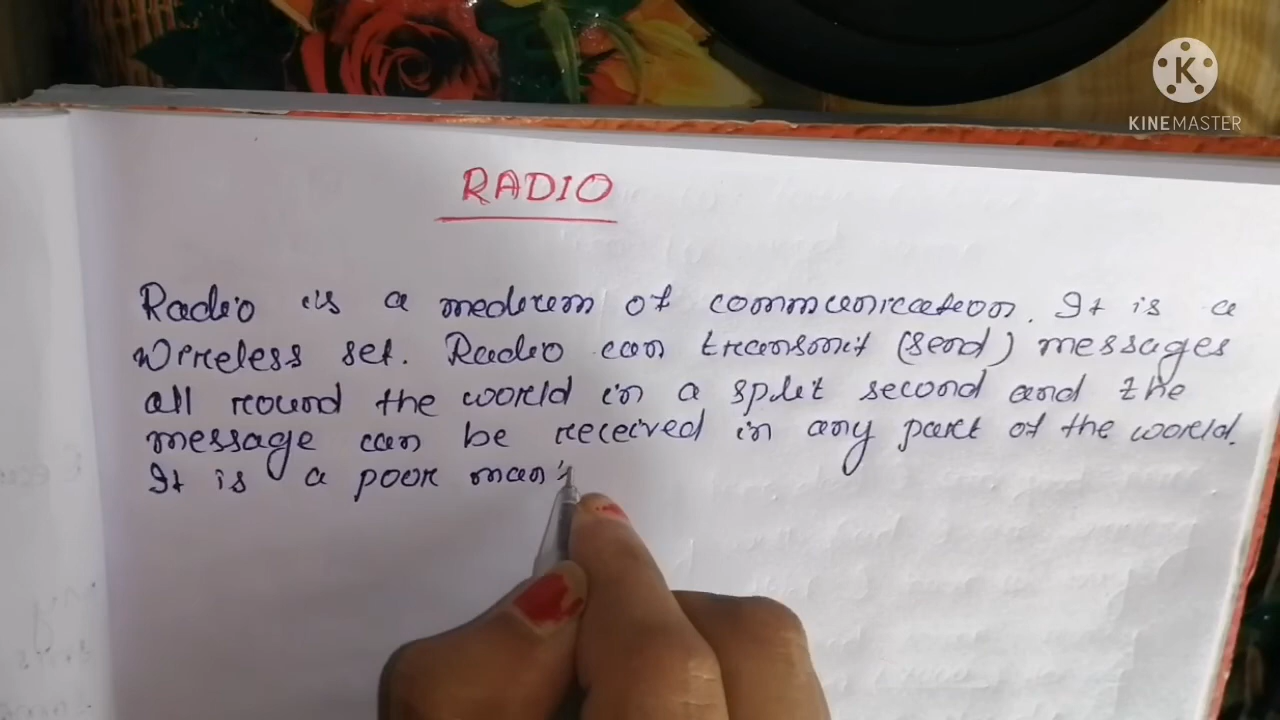 K
KINEMASTER
RADIO
Radio is a medium of communication. It is a
wireless set. Radio can transmit (send) messages
all round the world in a split second and the
message can be received in any part of the world.
It is a poor man's